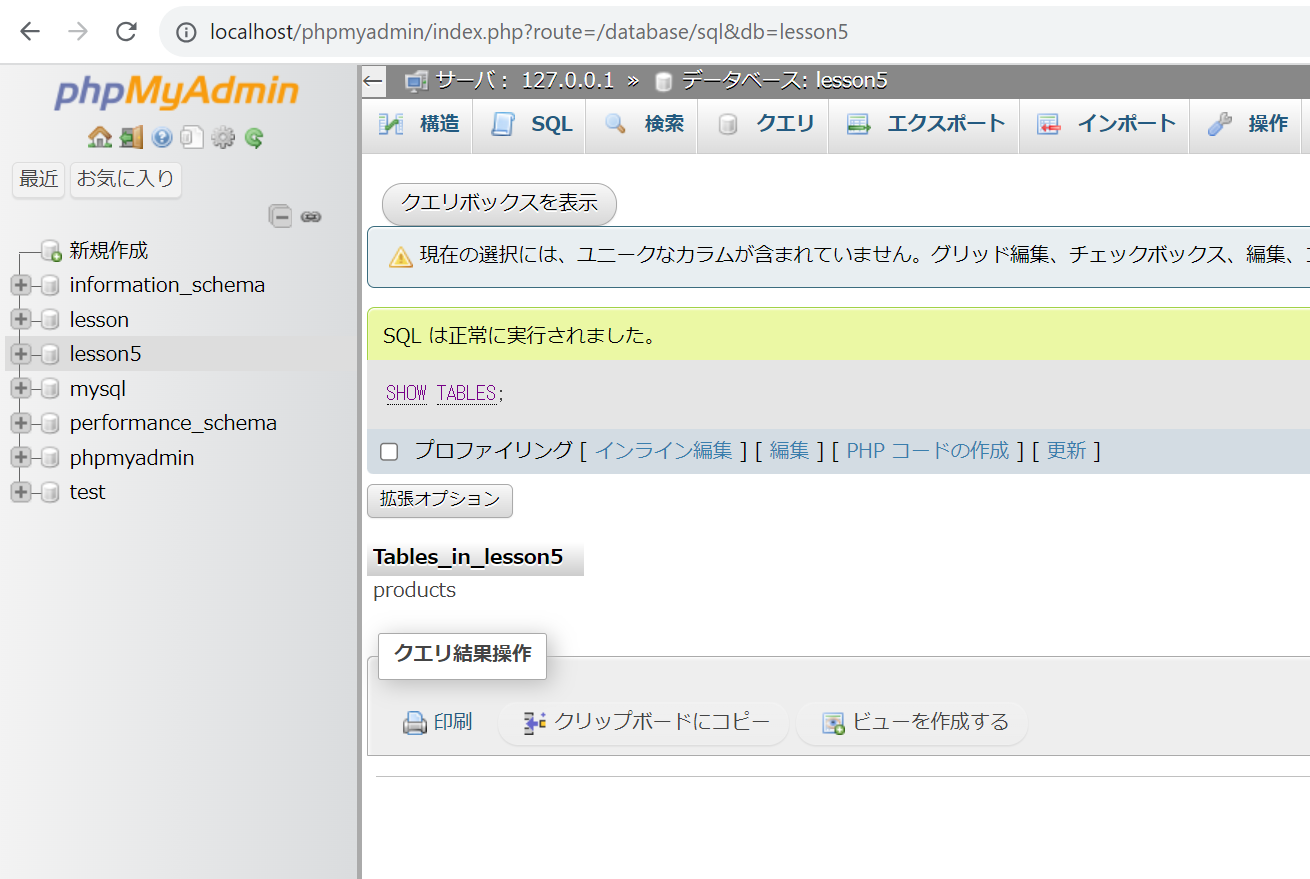 localhost/phpmyadmin/index.php?route=/database/sql&db=lesson5
phpMyAdmin
最近 お気に入り
新規作成
information_schema
lesson
lesson5
mysql
performance_schema
phpmyadmin
test
サーバ： 127.0.0.1 » データベース: lesson5
構造 SQL 検索 クエリ エクスポート インポート 操作
クエリボックスを表示
現在の選択には、ユニークなカラムが含まれていません。グリッド編集、チェックボックス、編集、
SQL は正常に実行されました。
SHOW TABLES;
プロファイリング [ インライン編集 ] [ 編集 ] [ PHP コードの作成 ] [ 更新 ]
拡張オプション
Tables_in_lesson5
products
クエリ結果操作
印刷 クリップボードにコピー ビューを作成する